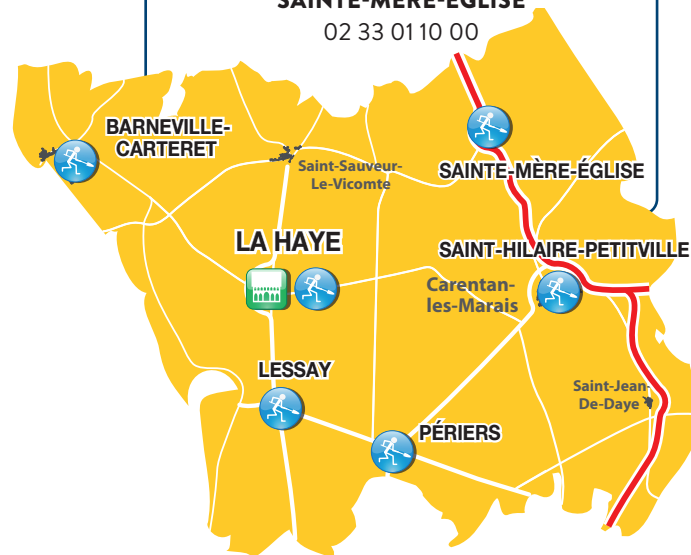 SAINTE-MÈRE-ÉGLISE
02 33 01 10 00
BARNEVILLE-
CARTERET
Saint-Sauveur-
Le-Vicomte
SAINTE-MÈRE-ÉGLISE
LA HAYE
SAINT-HILAIRE-PETITVILLE
Carentan-
les-Marais
LESSAY
Saint-Jean-
De-Daye
PÉRIERS